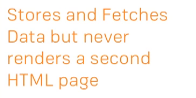 Stores and Fetches
Data but never
renders a second
HTML page